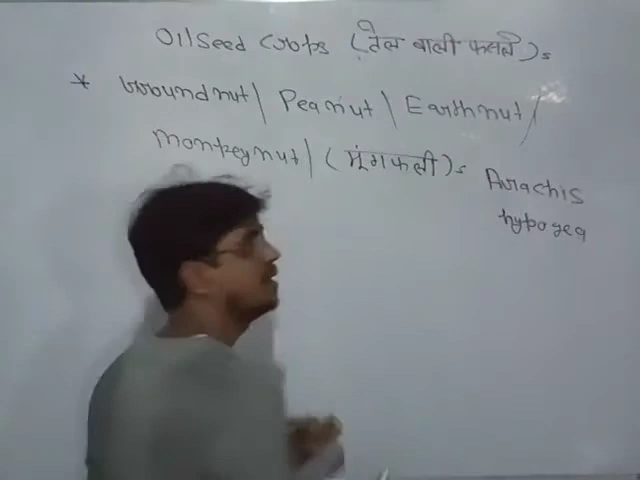 Oilseed Crops (तेल वाली फसलें):
* Groundnut / Peanut / Earthnut /
Monkeynut / (मूंगफली): Arachis
hypogea